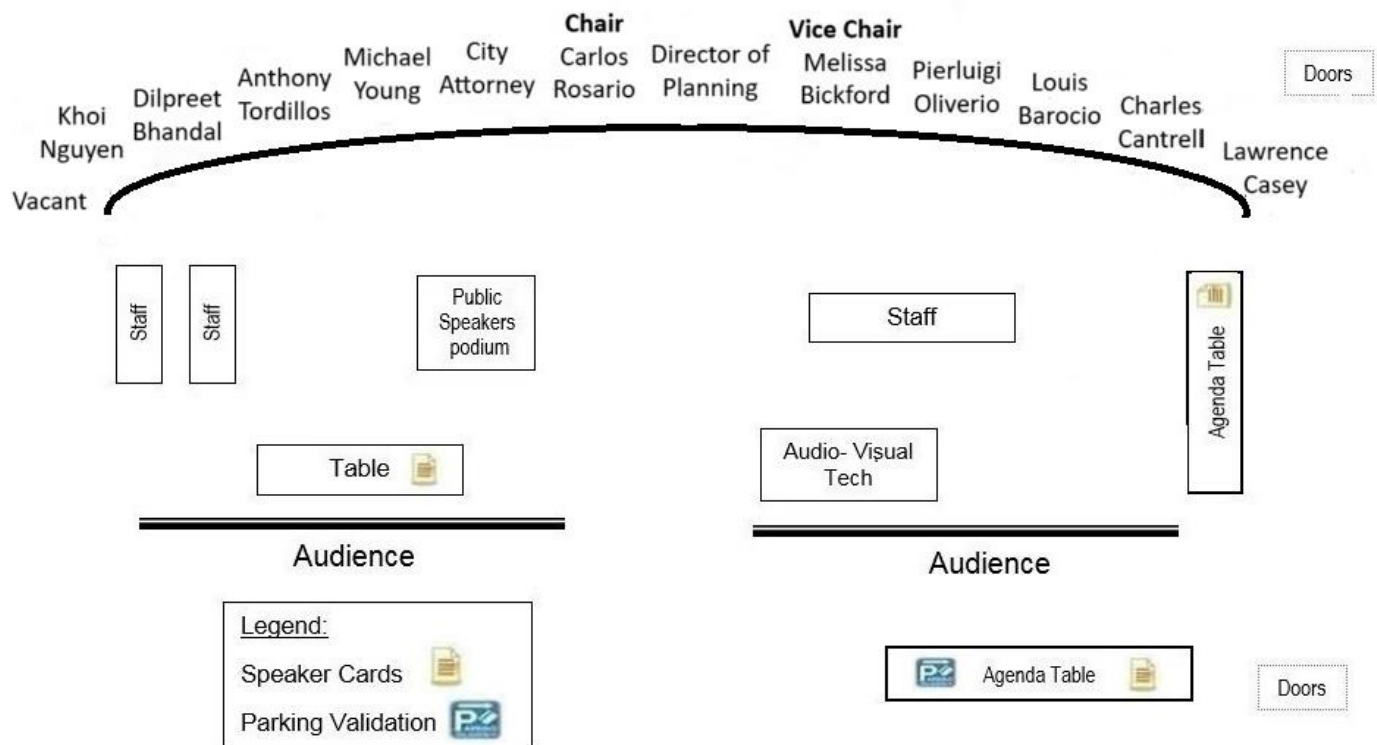 Vacant
Khoi
Nguyen
Dilpreet
Bhandal
Anthony
Tordillos
Michael
Young
City
Attorney
Chair
Carlos
Rosario
Director of
Planning
Vice Chair
Melissa
Bickford
Pierluigi
Oliverio
Louis
Barocio
Charles
Cantrell
Lawrence
Casey
Doors
Staff
Staff
Public
Speakers
podium
Staff
Agenda Table
Table
Audio- Visual
Tech
Audience
Audience
Legend:
Speaker Cards
Parking Validation
P
P
Agenda Table
Doors